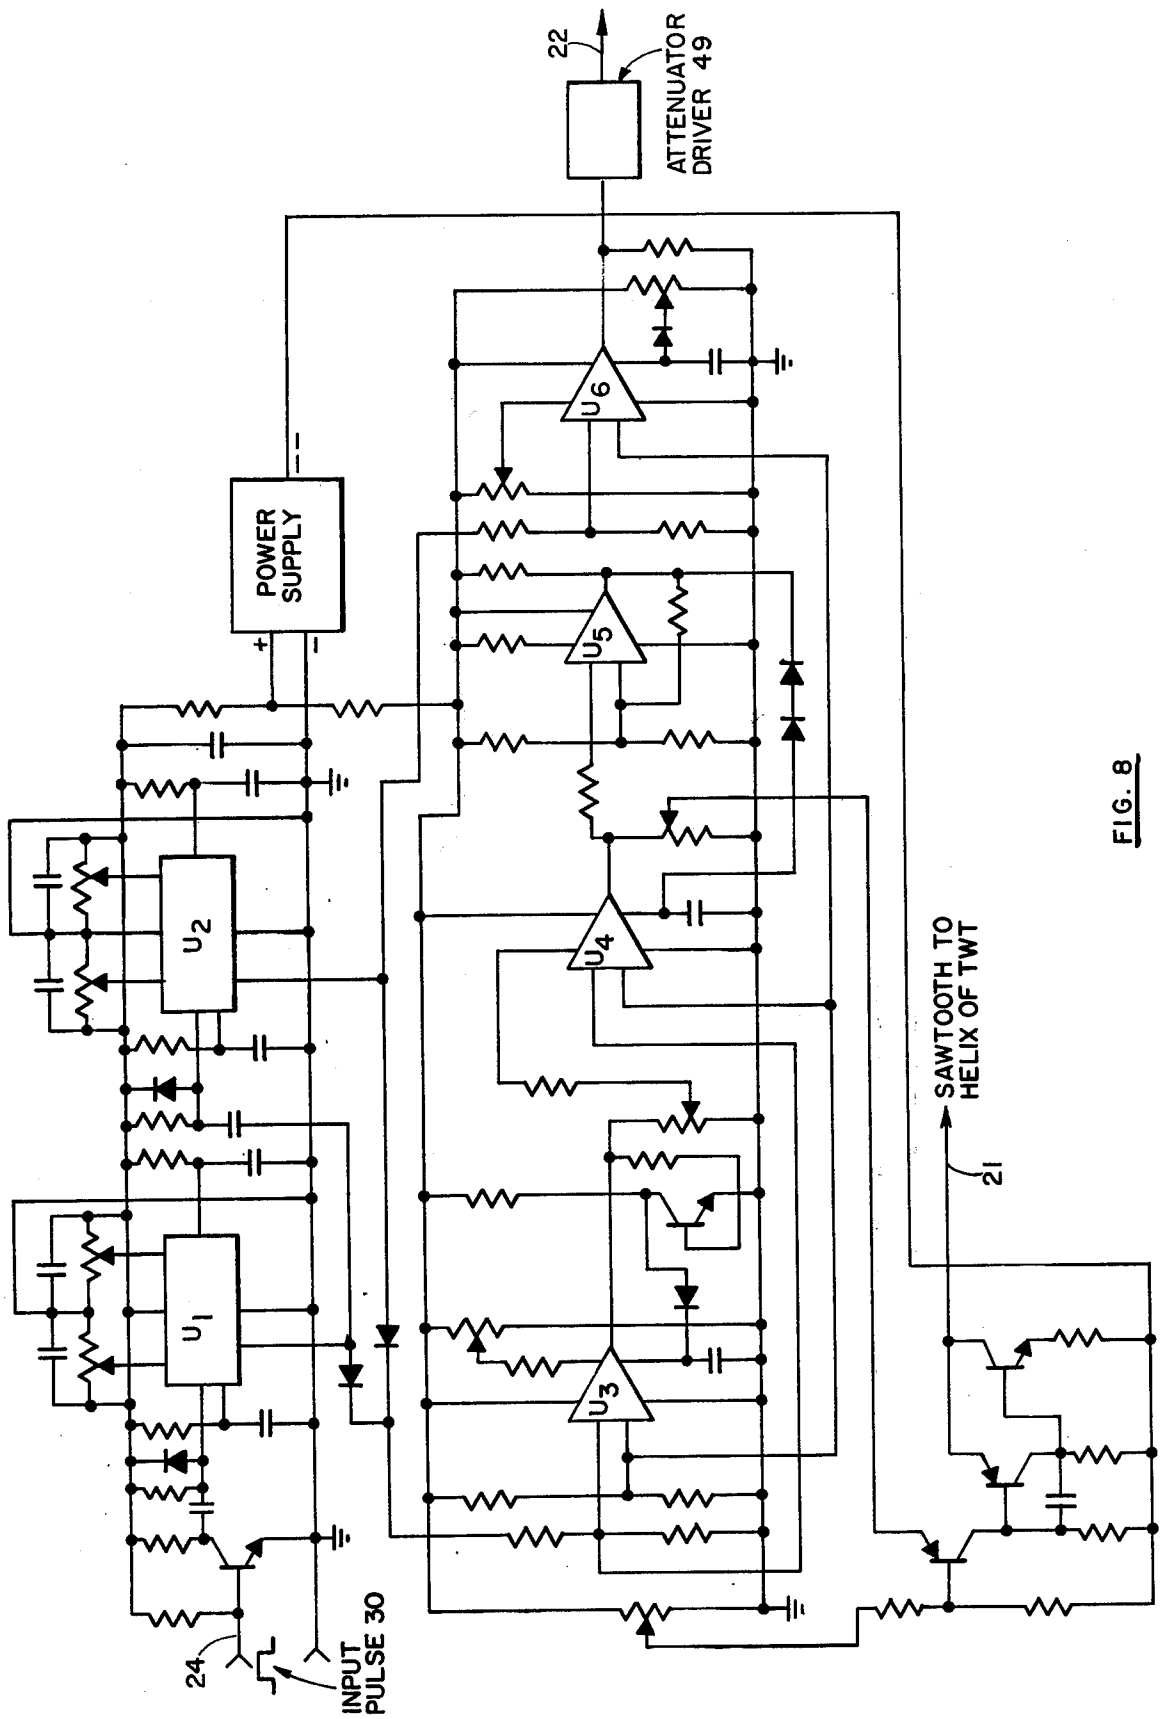 22
ATTENUATOR
DRIVER 49
POWER
SUPPLY
+
-
--
U2
U1
U6
U5
U4
U3
24
INPUT
PULSE 30
SAWTOOTH TO
HELIX OF TWT
21
FIG. 8